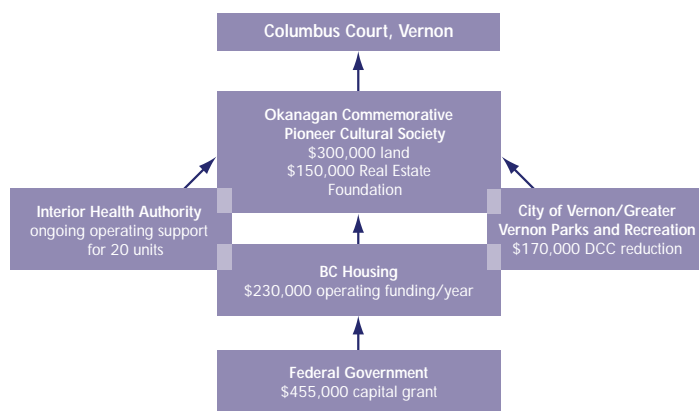 Columbus Court, Vernon
Okanagan Commemorative
Pioneer Cultural Society
$300,000 land
$150,000 Real Estate
Foundation
Interior Health Authority
ongoing operating support
for 20 units
City of Vernon/Greater
Vernon Parks and Recreation
$170,000 DCC reduction
BC Housing
$230,000 operating funding/year
Federal Government
$455,000 capital grant